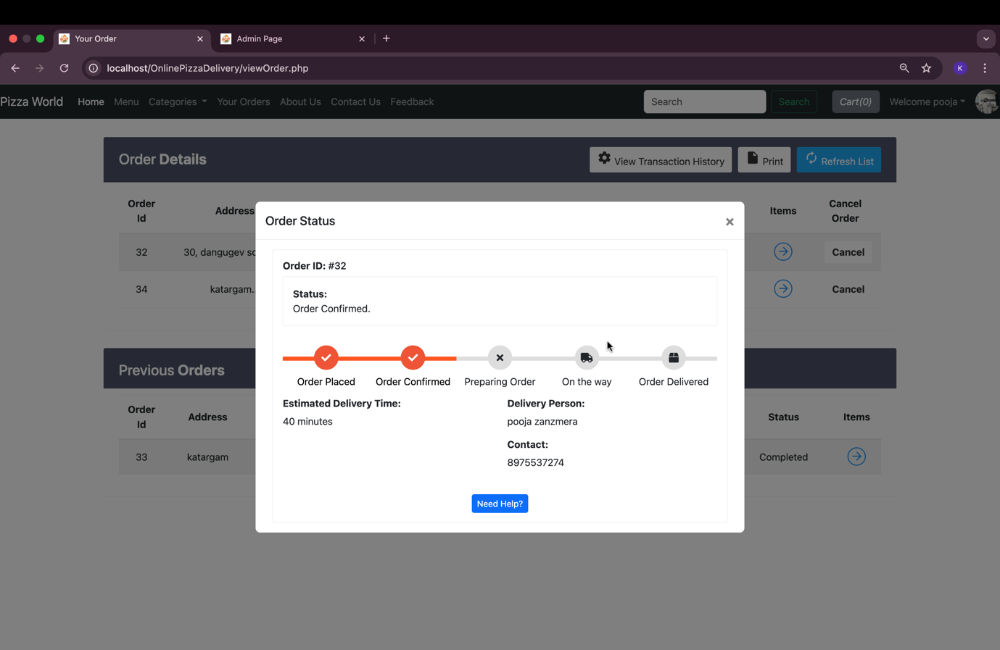 Your Order
Admin Page
localhost/OnlinePizzaDelivery/viewOrder.php
K
Pizza World
Home
Menu
Categories
Your Orders
About Us
Contact Us
Feedback
Search
Search
Cart(0)
Welcome pooja
Order Details
View Transaction History
Print
Refresh List
Order
Id
Address
Items
Cancel
Order
32
30, dangugev so
Cancel
34
katargam.
Cancel
Order Status
×
Order ID: #32
Status:
Order Confirmed.
Order Placed
Order Confirmed
Preparing Order
On the way
Order Delivered
Estimated Delivery Time:
40 minutes
Delivery Person:
pooja zanzmera
Contact:
8975537274
Need Help?
Previous Orders
Order
Id
Address
Status
Items
33
katargam
Completed